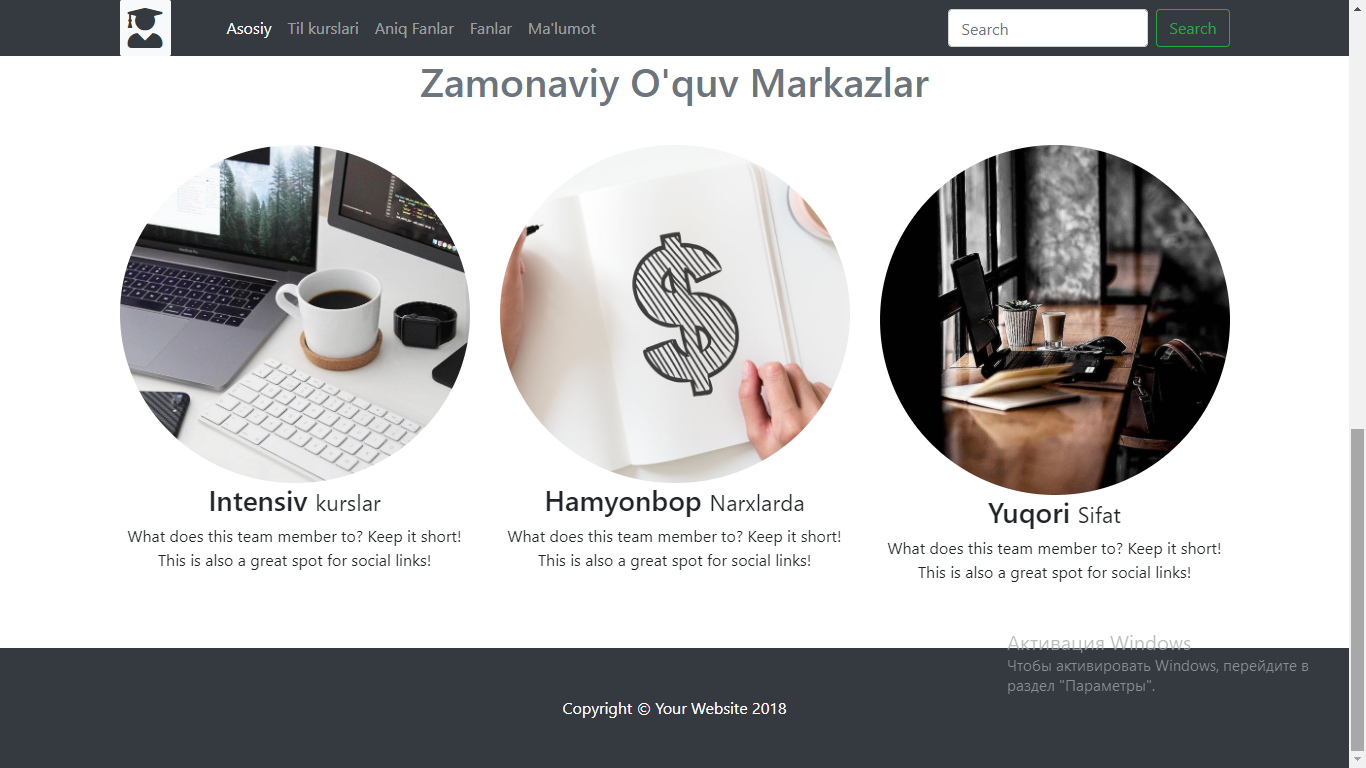 Asosiy Til kurslari Aniq Fanlar Fanlar Ma'lumot Search Search
Zamonaviy O'quv Markazlar
Intensiv kurslar
What does this team member to? Keep it short!
This is also a great spot for social links!
Hamyonbop Narxlarda
What does this team member to? Keep it short!
This is also a great spot for social links!
Yuqori Sifat
What does this team member to? Keep it short!
This is also a great spot for social links!
Активация Windows
Чтобы активировать Windows, перейдите в
раздел "Параметры".
Copyright © Your Website 2018